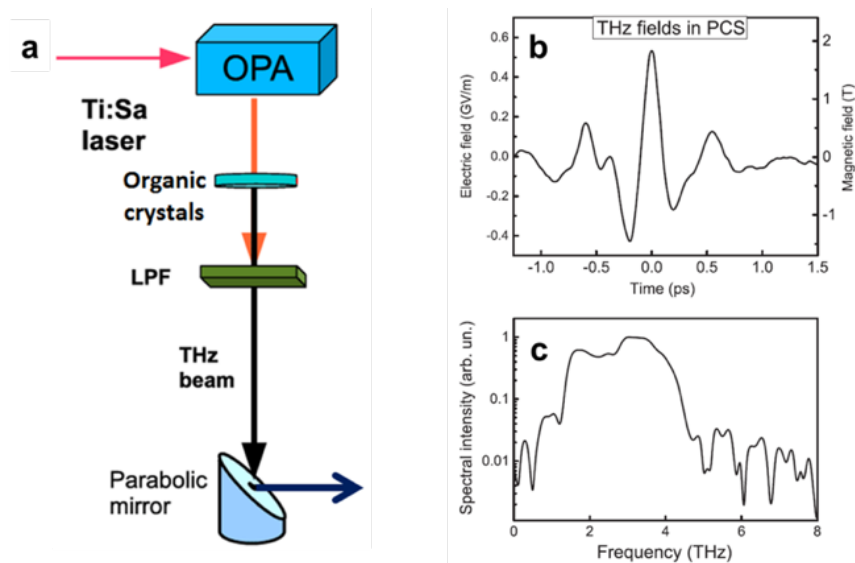 a
OPA
Ti:Sa
laser
Organic
crystals
LPF
THz
beam
Parabolic
mirror
b
THz fields in PCS
Electric field (GV/m)
0.6
0.4
0.2
0.0
-0.2
-0.4
Magnetic field (T)
2
1
0
-1
-1.0 -0.5 0.0 0.5 1.0 1.5
Time (ps)
c
Spectral intensity (arb. un.)
1
0.1
0.01
0 2 4 6 8
Frequency (THz)